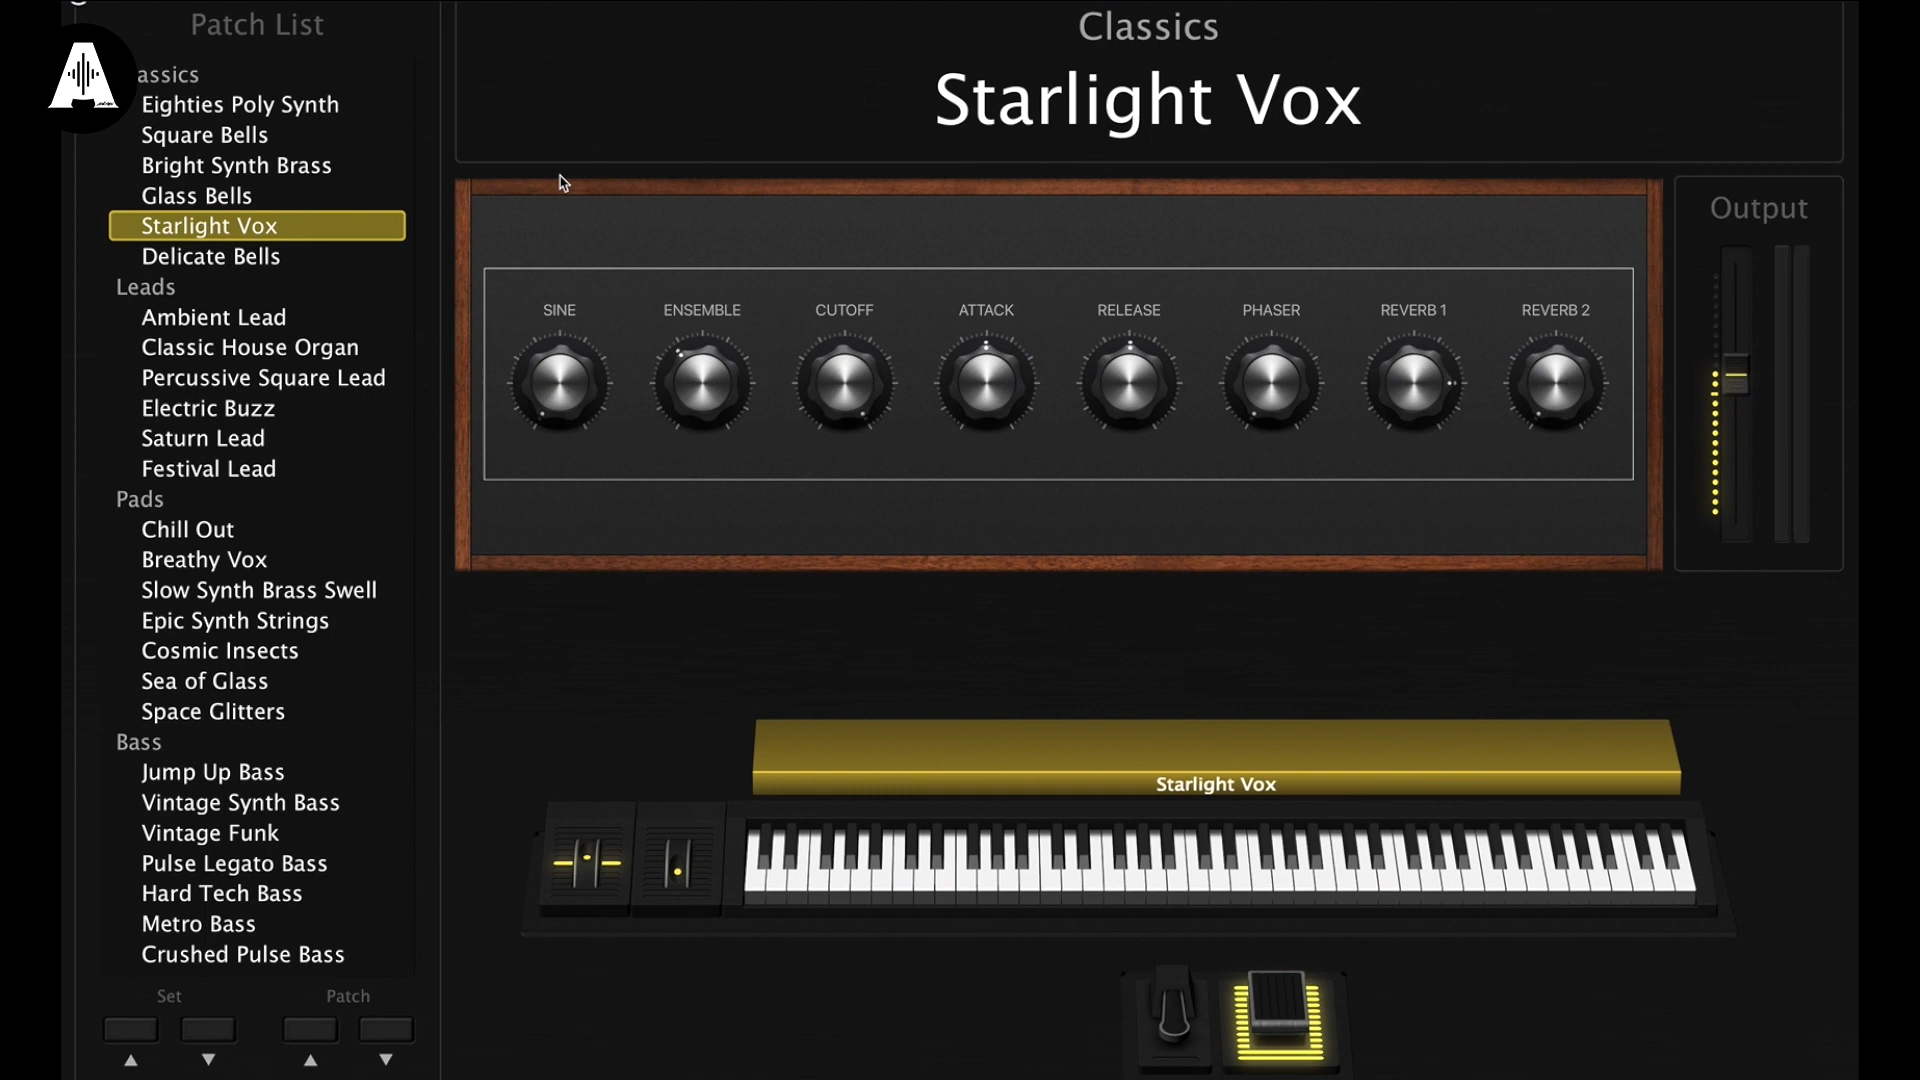 Patch List
assics
Eighties Poly Synth
Square Bells
Bright Synth Brass
Glass Bells
Starlight Vox
Delicate Bells
Leads
Ambient Lead
Classic House Organ
Percussive Square Lead
Electric Buzz
Saturn Lead
Festival Lead
Pads
Chill Out
Breathy Vox
Slow Synth Brass Swell
Epic Synth Strings
Cosmic Insects
Sea of Glass
Space Glitters
Bass
Jump Up Bass
Vintage Synth Bass
Vintage Funk
Pulse Legato Bass
Hard Tech Bass
Metro Bass
Crushed Pulse Bass
Set Patch
Classics
Starlight Vox
SINE ENSEMBLE CUTOFF ATTACK RELEASE PHASER REVERB 1 REVERB 2
Output
Starlight Vox